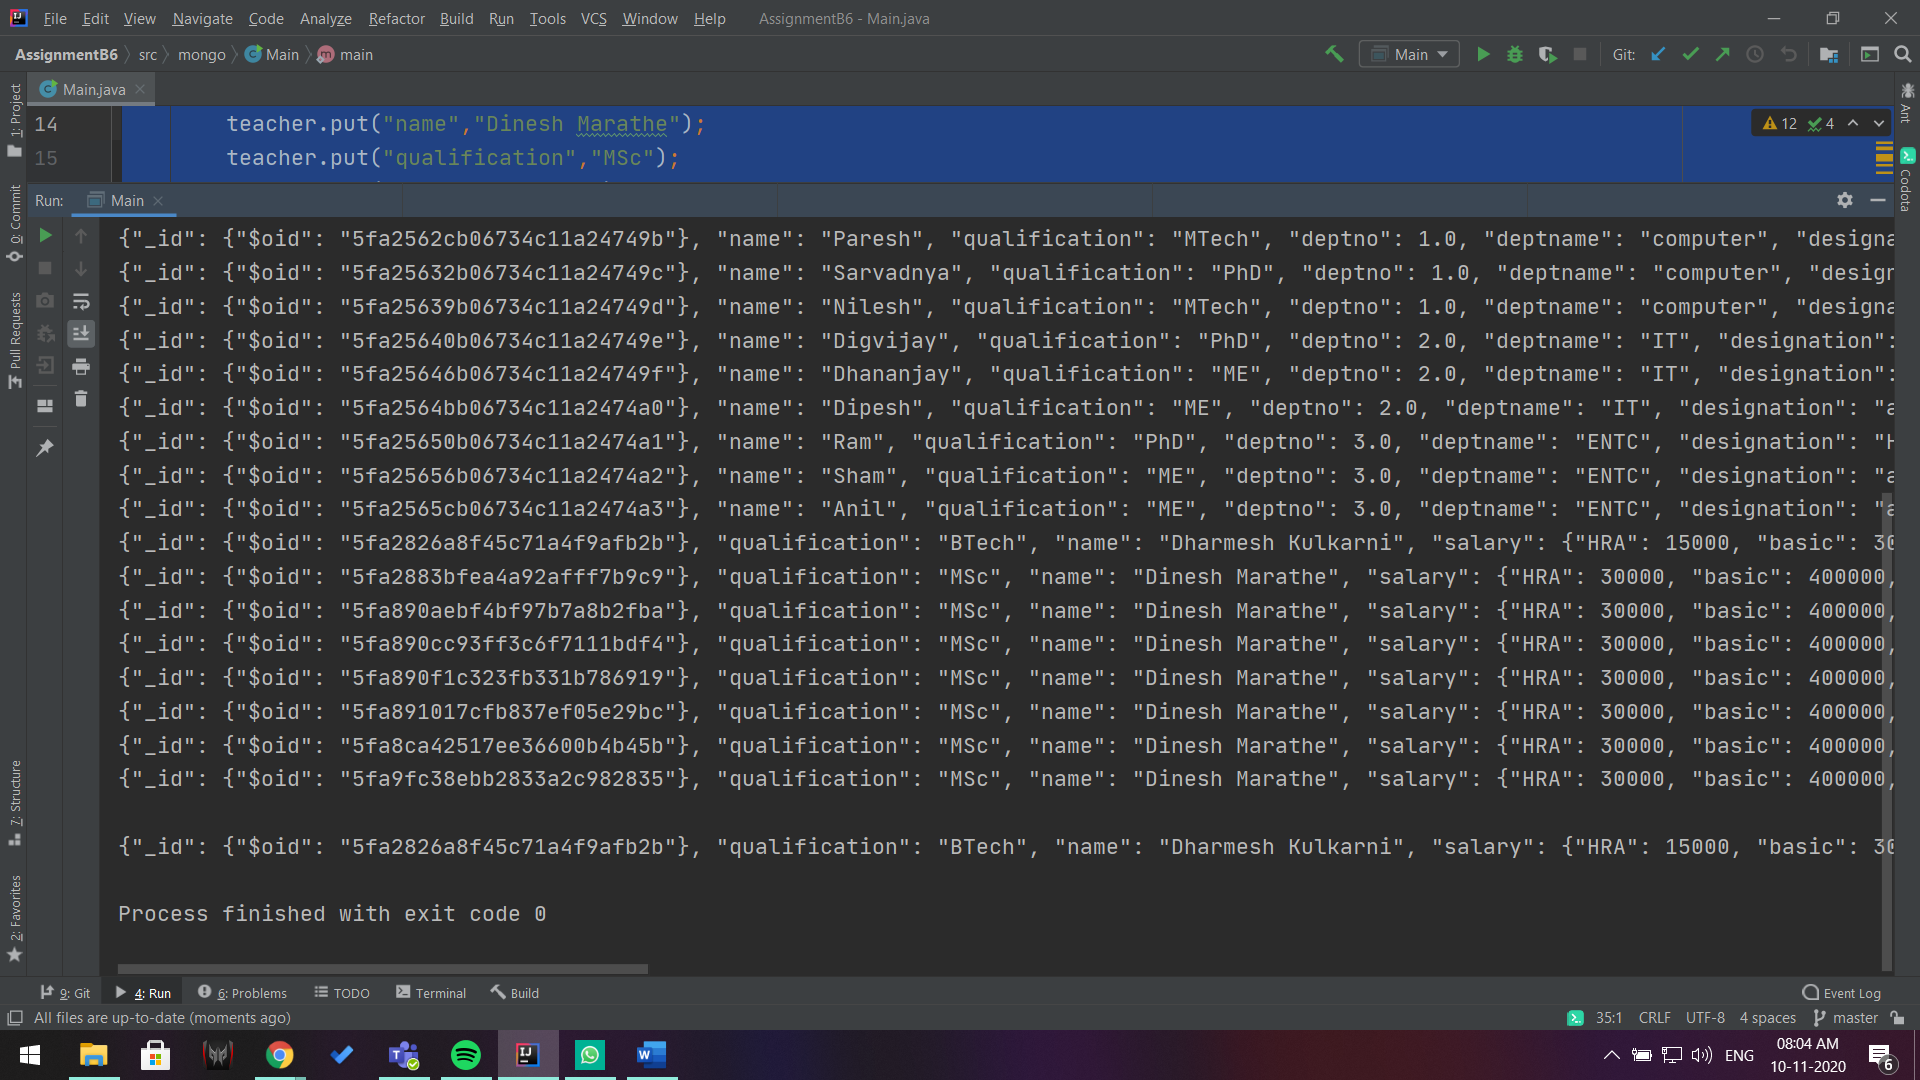 File Edit View Navigate Code Analyze Refactor Build Run Tools VCS Window Help AssignmentB6 - Main.java
AssignmentB6 src mongo Main main Main Git:
Main.java
14 teacher.put("name","Dinesh Marathe"); 12 4
15 teacher.put("qualification","MSc");
Run: Main
{"_id": {"$oid": "5fa2562cb06734c11a24749b"}, "name": "Paresh", "qualification": "MTech", "deptno": 1.0, "deptname": "computer", "designa
{"_id": {"$oid": "5fa25632b06734c11a24749c"}, "name": "Sarvadnya", "qualification": "PhD", "deptno": 1.0, "deptname": "computer", "design
{"_id": {"$oid": "5fa25639b06734c11a24749d"}, "name": "Nilesh", "qualification": "MTech", "deptno": 1.0, "deptname": "computer", "designa
{"_id": {"$oid": "5fa25640b06734c11a24749e"}, "name": "Digvijay", "qualification": "PhD", "deptno": 2.0, "deptname": "IT", "designation":
{"_id": {"$oid": "5fa25646b06734c11a24749f"}, "name": "Dhananjay", "qualification": "ME", "deptno": 2.0, "deptname": "IT", "designation":
{"_id": {"$oid": "5fa2564bb06734c11a2474a0"}, "name": "Dipesh", "qualification": "ME", "deptno": 2.0, "deptname": "IT", "designation": "a
{"_id": {"$oid": "5fa25650b06734c11a2474a1"}, "name": "Ram", "qualification": "PhD", "deptno": 3.0, "deptname": "ENTC", "designation": "H
{"_id": {"$oid": "5fa25656b06734c11a2474a2"}, "name": "Sham", "qualification": "ME", "deptno": 3.0, "deptname": "ENTC", "designation": "a
{"_id": {"$oid": "5fa2565cb06734c11a2474a3"}, "name": "Anil", "qualification": "ME", "deptno": 3.0, "deptname": "ENTC", "designation": "a
{"_id": {"$oid": "5fa2826a8f45c71a4f9afb2b"}, "qualification": "BTech", "name": "Dharmesh Kulkarni", "salary": {"HRA": 15000, "basic": 30
{"_id": {"$oid": "5fa2883bfea4a92afff7b9c9"}, "qualification": "MSc", "name": "Dinesh Marathe", "salary": {"HRA": 30000, "basic": 400000,
{"_id": {"$oid": "5fa890aebf4bf97b7a8b2fba"}, "qualification": "MSc", "name": "Dinesh Marathe", "salary": {"HRA": 30000, "basic": 400000,
{"_id": {"$oid": "5fa890cc93ff3c6f7111bdf4"}, "qualification": "MSc", "name": "Dinesh Marathe", "salary": {"HRA": 30000, "basic": 400000,
{"_id": {"$oid": "5fa890f1c323fb331b786919"}, "qualification": "MSc", "name": "Dinesh Marathe", "salary": {"HRA": 30000, "basic": 400000,
{"_id": {"$oid": "5fa891017cfb837ef05e29bc"}, "qualification": "MSc", "name": "Dinesh Marathe", "salary": {"HRA": 30000, "basic": 400000,
{"_id": {"$oid": "5fa8ca42517ee36600b4b45b"}, "qualification": "MSc", "name": "Dinesh Marathe", "salary": {"HRA": 30000, "basic": 400000,
{"_id": {"$oid": "5fa9fc38ebb2833a2c982835"}, "qualification": "MSc", "name": "Dinesh Marathe", "salary": {"HRA": 30000, "basic": 400000,
{"_id": {"$oid": "5fa2826a8f45c71a4f9afb2b"}, "qualification": "BTech", "name": "Dharmesh Kulkarni", "salary": {"HRA": 15000, "basic": 30
Process finished with exit code 0
1: Project
0: Commit
Pull Requests
7: Structure
2: Favorites
Ant
Codota
9: Git 4: Run 6: Problems TODO Terminal Build Event Log
All files are up-to-date (moments ago) 35:1 CRLF UTF-8 4 spaces master
ENG 08:04 AM
10-11-2020 6